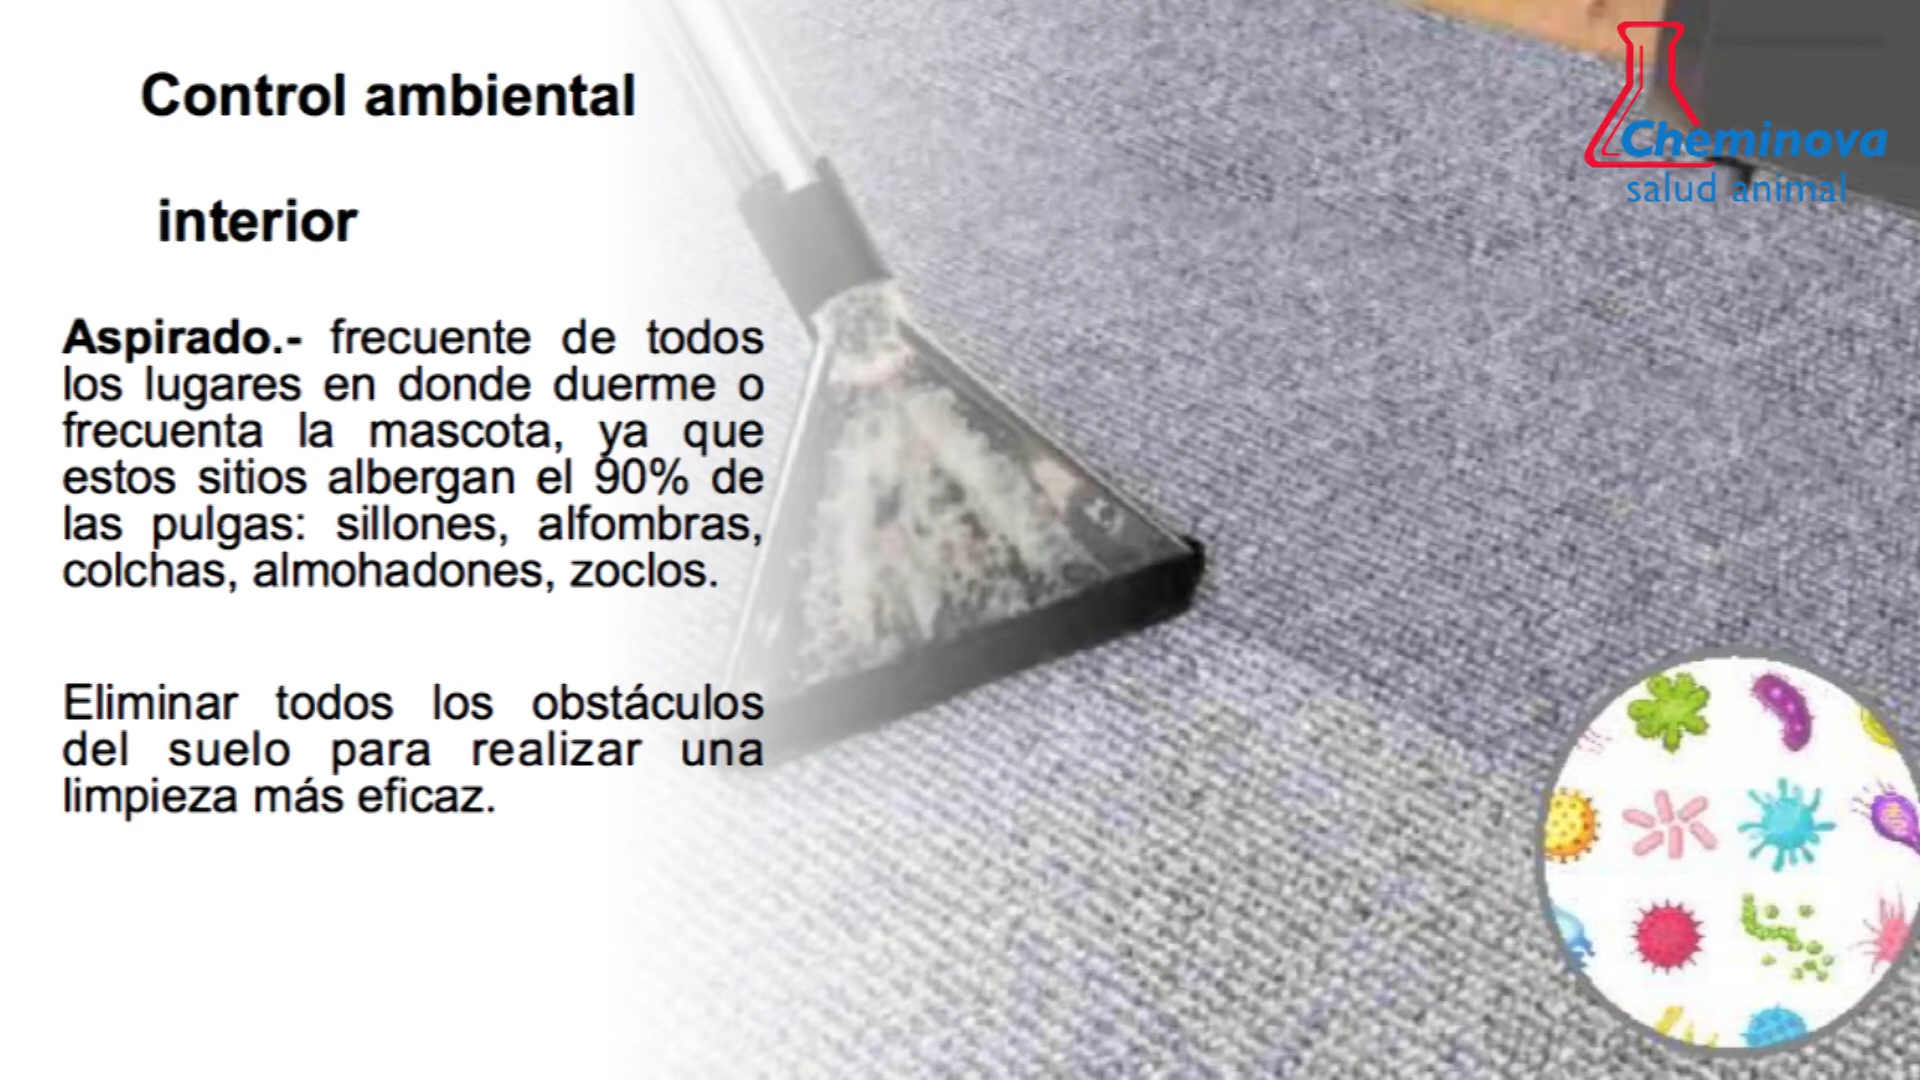 Control ambiental
interior
Aspirado.- frecuente de todos
los lugares en donde duerme o
frecuenta la mascota, ya que
estos sitios albergan el 90% de
las pulgas: sillones, alfombras,
colchas, almohadones, zoclos.
Eliminar todos los obstáculos
del suelo para realizar una
limpieza más eficaz.
Cheminova
salud animal